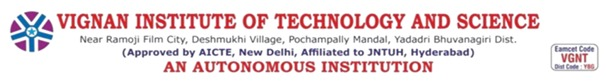 VIGNAN INSTITUTE OF TECHNOLOGY AND SCIENCE
Near Ramoji Film City, Deshmukhi Village, Pochampally Mandal, Yadadri Bhuvanagiri Dist.
(Approved by AICTE, New Delhi, Affiliated to JNTUH, Hyderabad)
AN AUTONOMOUS INSTITUTION
Eamcet Code
VGNT
Dist Code : YBG